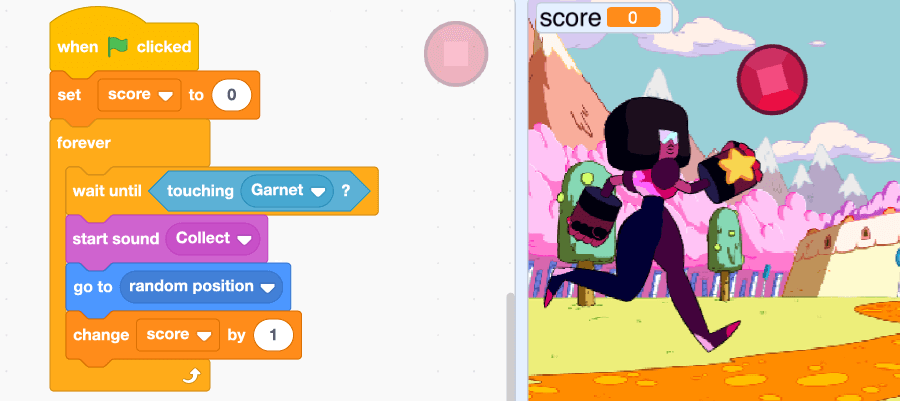 when clicked
set score to 0
forever
wait until touching Garnet ?
start sound Collect
go to random position
change score by 1
score 0